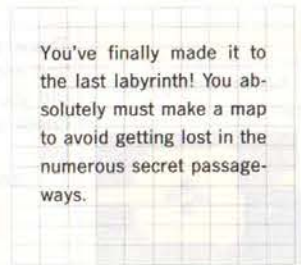 You've finally made it to
the last labyrinth! You ab-
solutely must make a map
to avoid getting lost in the
numerous secret passage-
ways.